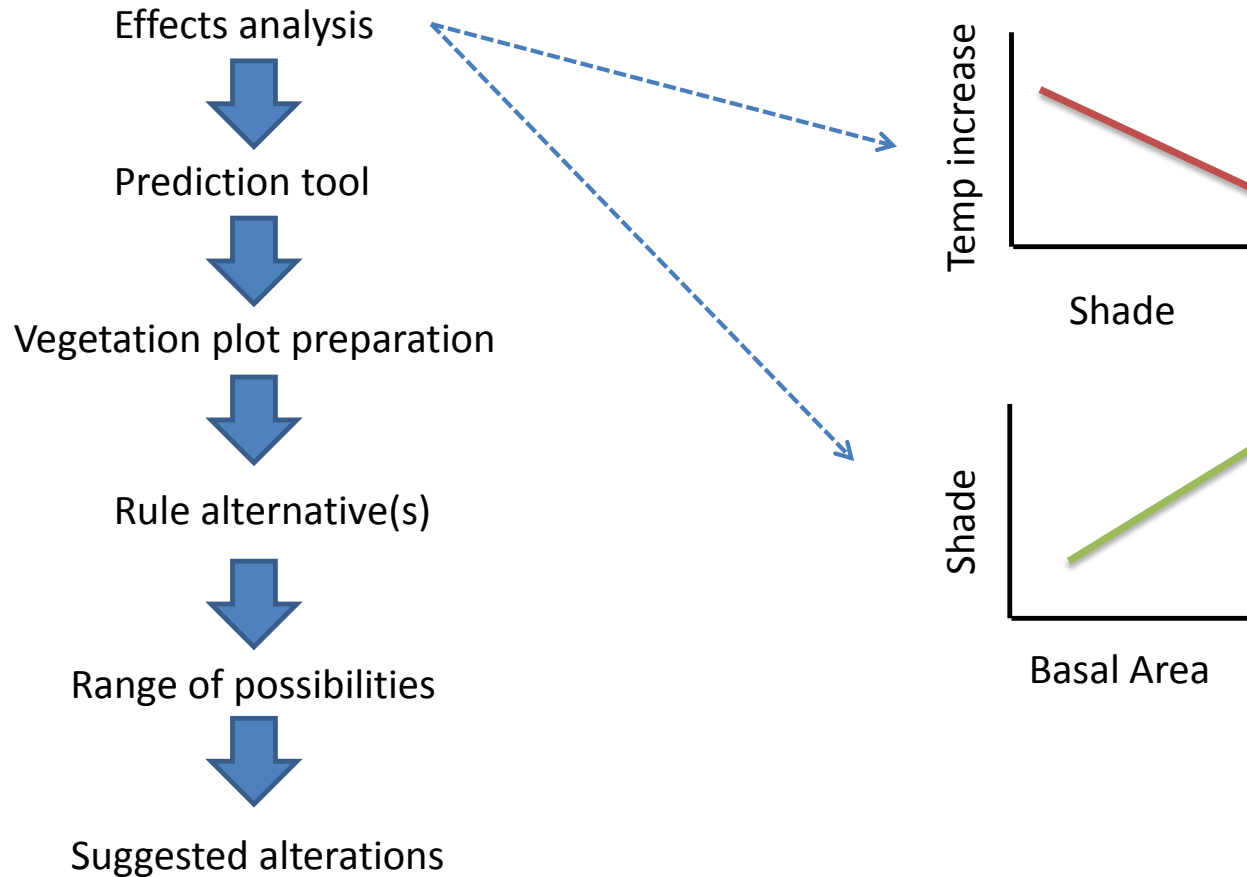 Effects analysis
Prediction tool
Vegetation plot preparation
Rule alternative(s)
Range of possibilities
Suggested alterations
Temp increase
Shade
Shade
Basal Area